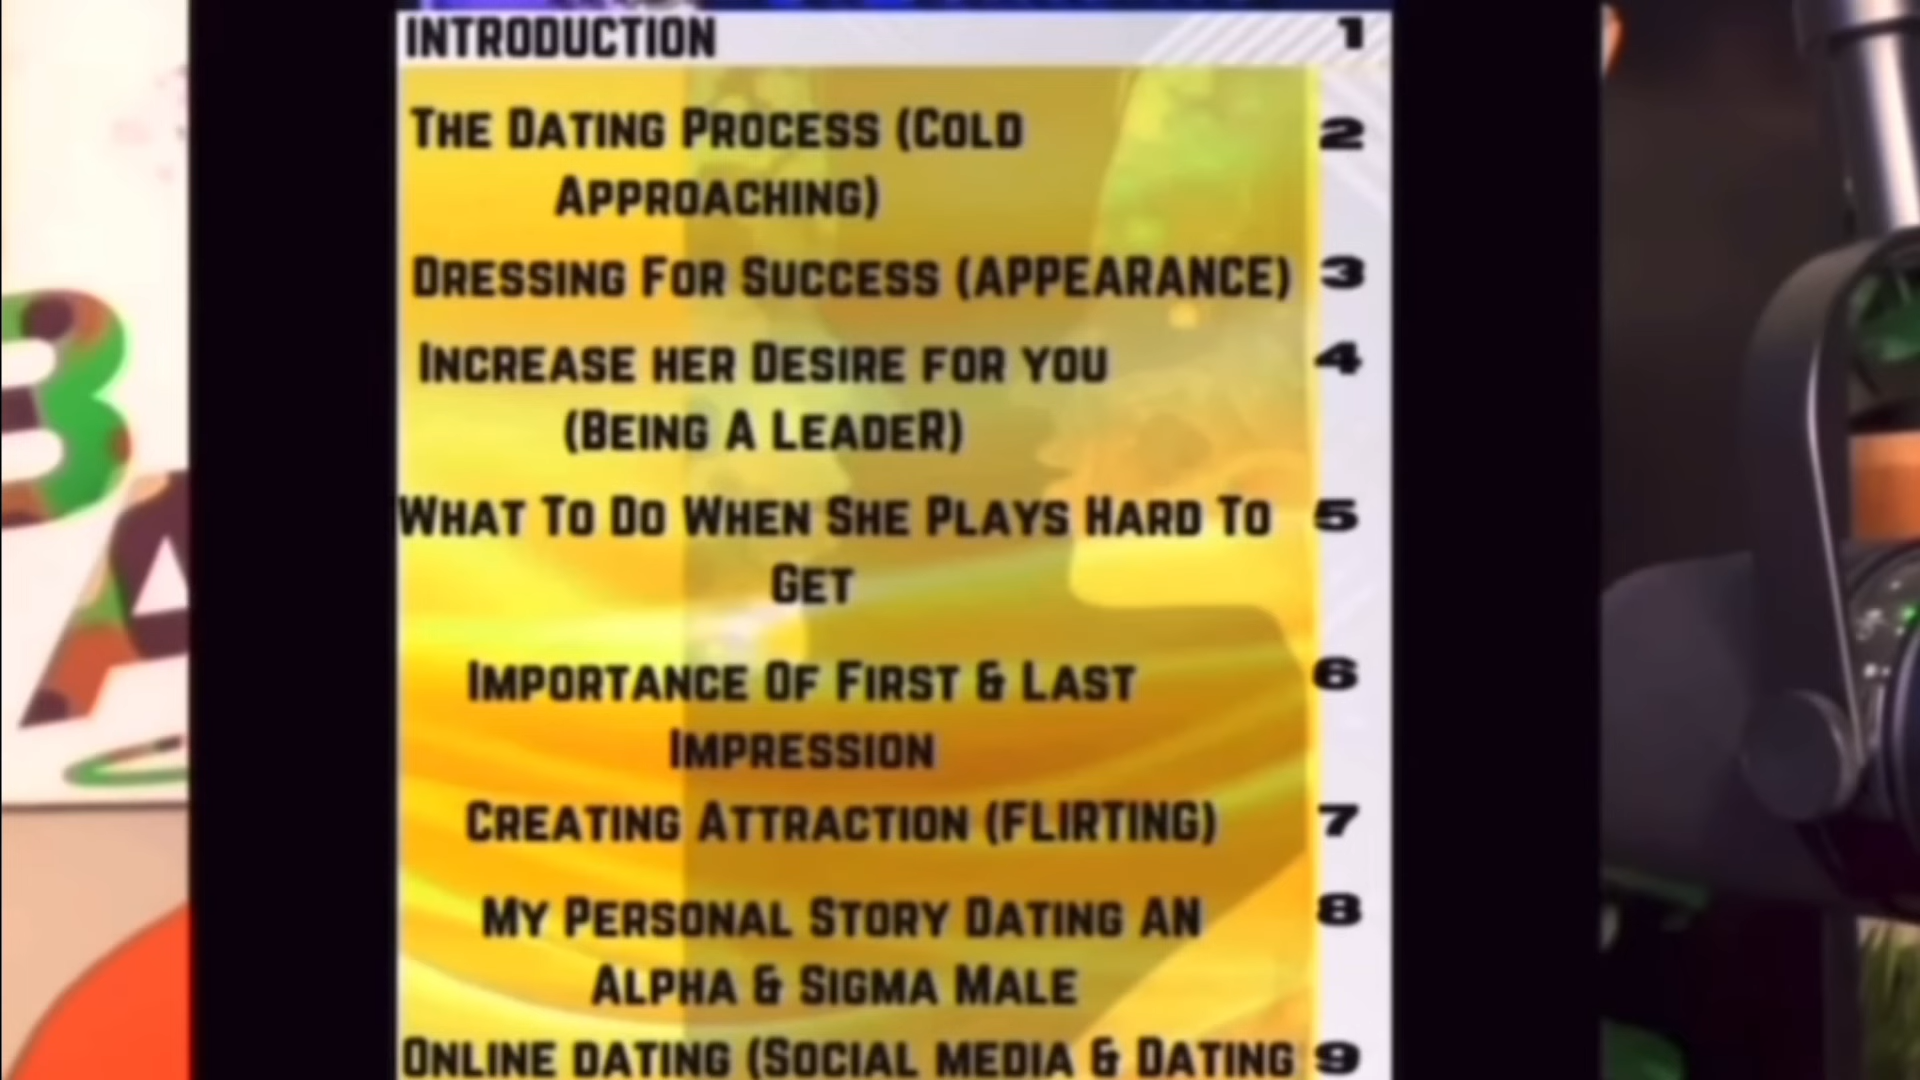 INTRODUCTION 1
THE DATING PROCESS (COLD 2
APPROACHING)
DRESSING FOR SUCCESS (APPEARANCE) 3
INCREASE HER DESIRE FOR YOU 4
(BEING A LEADER)
WHAT TO DO WHEN SHE PLAYS HARD TO 5
GET
IMPORTANCE OF FIRST & LAST 6
IMPRESSION
CREATING ATTRACTION (FLIRTING) 7
MY PERSONAL STORY DATING AN 8
ALPHA & SIGMA MALE
ONLINE DATING (SOCIAL MEDIA & DATING 9
B
A